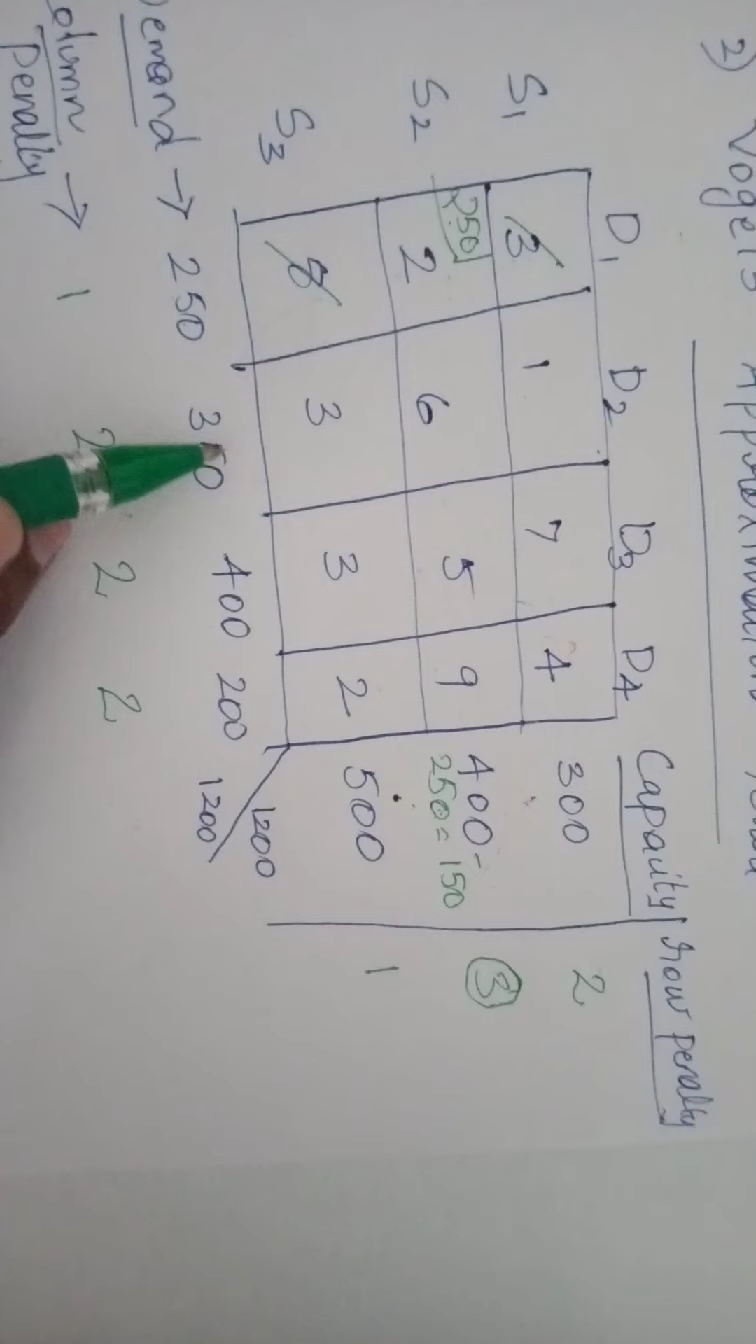 2) Vogel's Approximation
D1 D2 D3 D4 Capacity row penalty
S1 3 1 7 4 300 2
S2 250 2 6 5 9 400- 3
250=150
S3 8 3 3 2 500 1
1200
Demand → 250 350 400 200 1200
Column → 1 2 2 2
Penalty